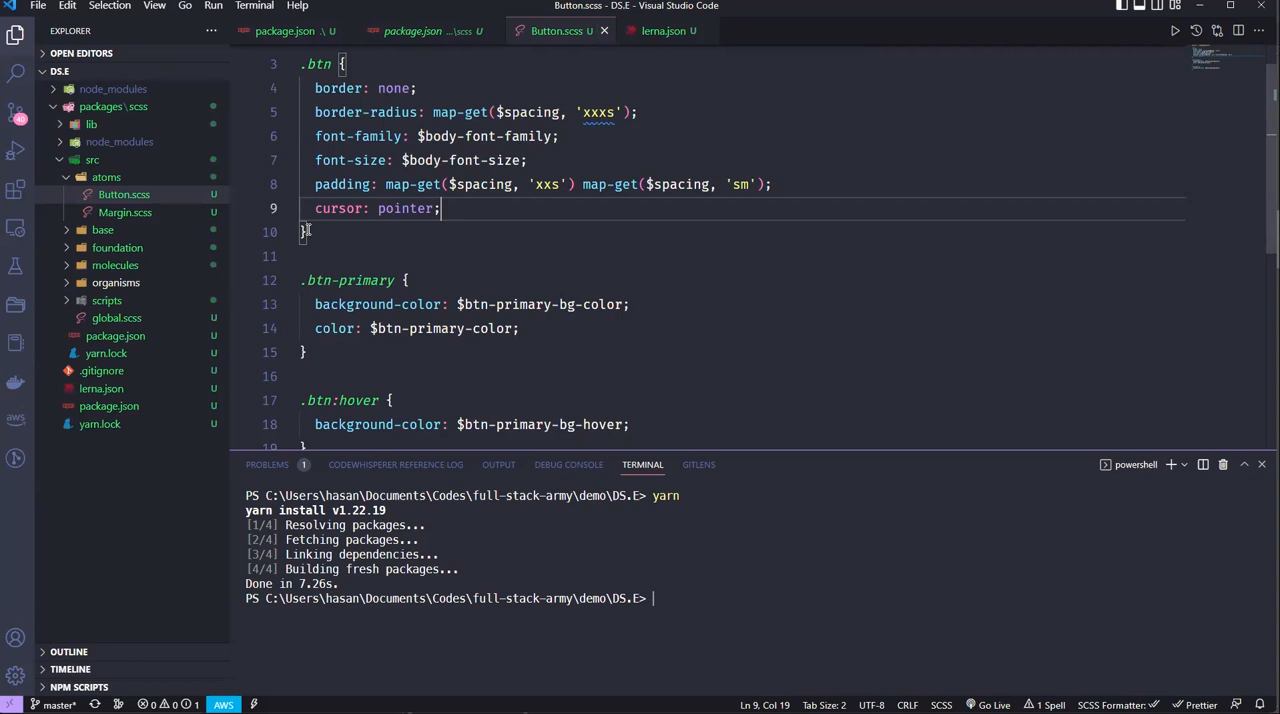 File Edit Selection View Go Run Terminal Help
Button.scss - DS.E - Visual Studio Code
EXPLORER
package.json .\ U
package.json ...\scss U
Button.scss U
lerna.json U
OPEN EDITORS
DS.E
node_modules
packages\scss
lib
node_modules
src
atoms
Button.scss U
Margin.scss U
base
foundation
molecules
organisms
scripts
global.scss U
package.json U
yarn.lock U
.gitignore U
lerna.json U
package.json U
yarn.lock U
OUTLINE
TIMELINE
NPM SCRIPTS
20
3 .btn {
4 border: none;
5 border-radius: map-get($spacing, 'xxxs');
6 font-family: $body-font-family;
7 font-size: $body-font-size;
8 padding: map-get($spacing, 'xxs') map-get($spacing, 'sm');
9 cursor: pointer;
10 }
11
12 .btn-primary {
13 background-color: $btn-primary-bg-color;
14 color: $btn-primary-color;
15 }
16
17 .btn:hover {
18 background-color: $btn-primary-bg-hover;
19 }
PROBLEMS 1 CODEWHISPERER REFERENCE LOG OUTPUT DEBUG CONSOLE TERMINAL GITLENS
powershell
PS C:\Users\hasan\Documents\Codes\full-stack-army\demo\DS.E> yarn
yarn install v1.22.19
[1/4] Resolving packages...
[2/4] Fetching packages...
[3/4] Linking dependencies...
[4/4] Building fresh packages...
Done in 7.26s.
PS C:\Users\hasan\Documents\Codes\full-stack-army\demo\DS.E>
aws
master* 0 0 1 AWS
Ln 9, Col 19 Tab Size: 2 UTF-8 CRLF SCSS Go Live 1 Spell SCSS Formatter: Prettier